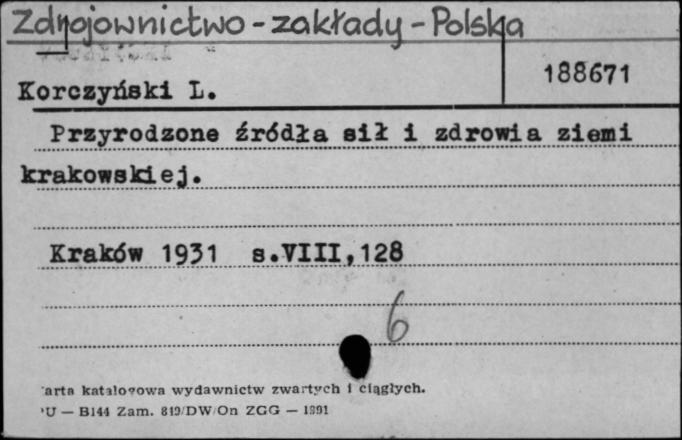 Zdrojownictwo - zakłady - Polska
188671
Korczyński L.
Przyrodzone źródła sił i zdrowia ziemi
krakowskiej.
Kraków 1931 s.VIII,128
6
arta katalogowa wydawnictw zwartych i ciągłych.
U — B144 Zam. 819/DW/On ZGG — 1991